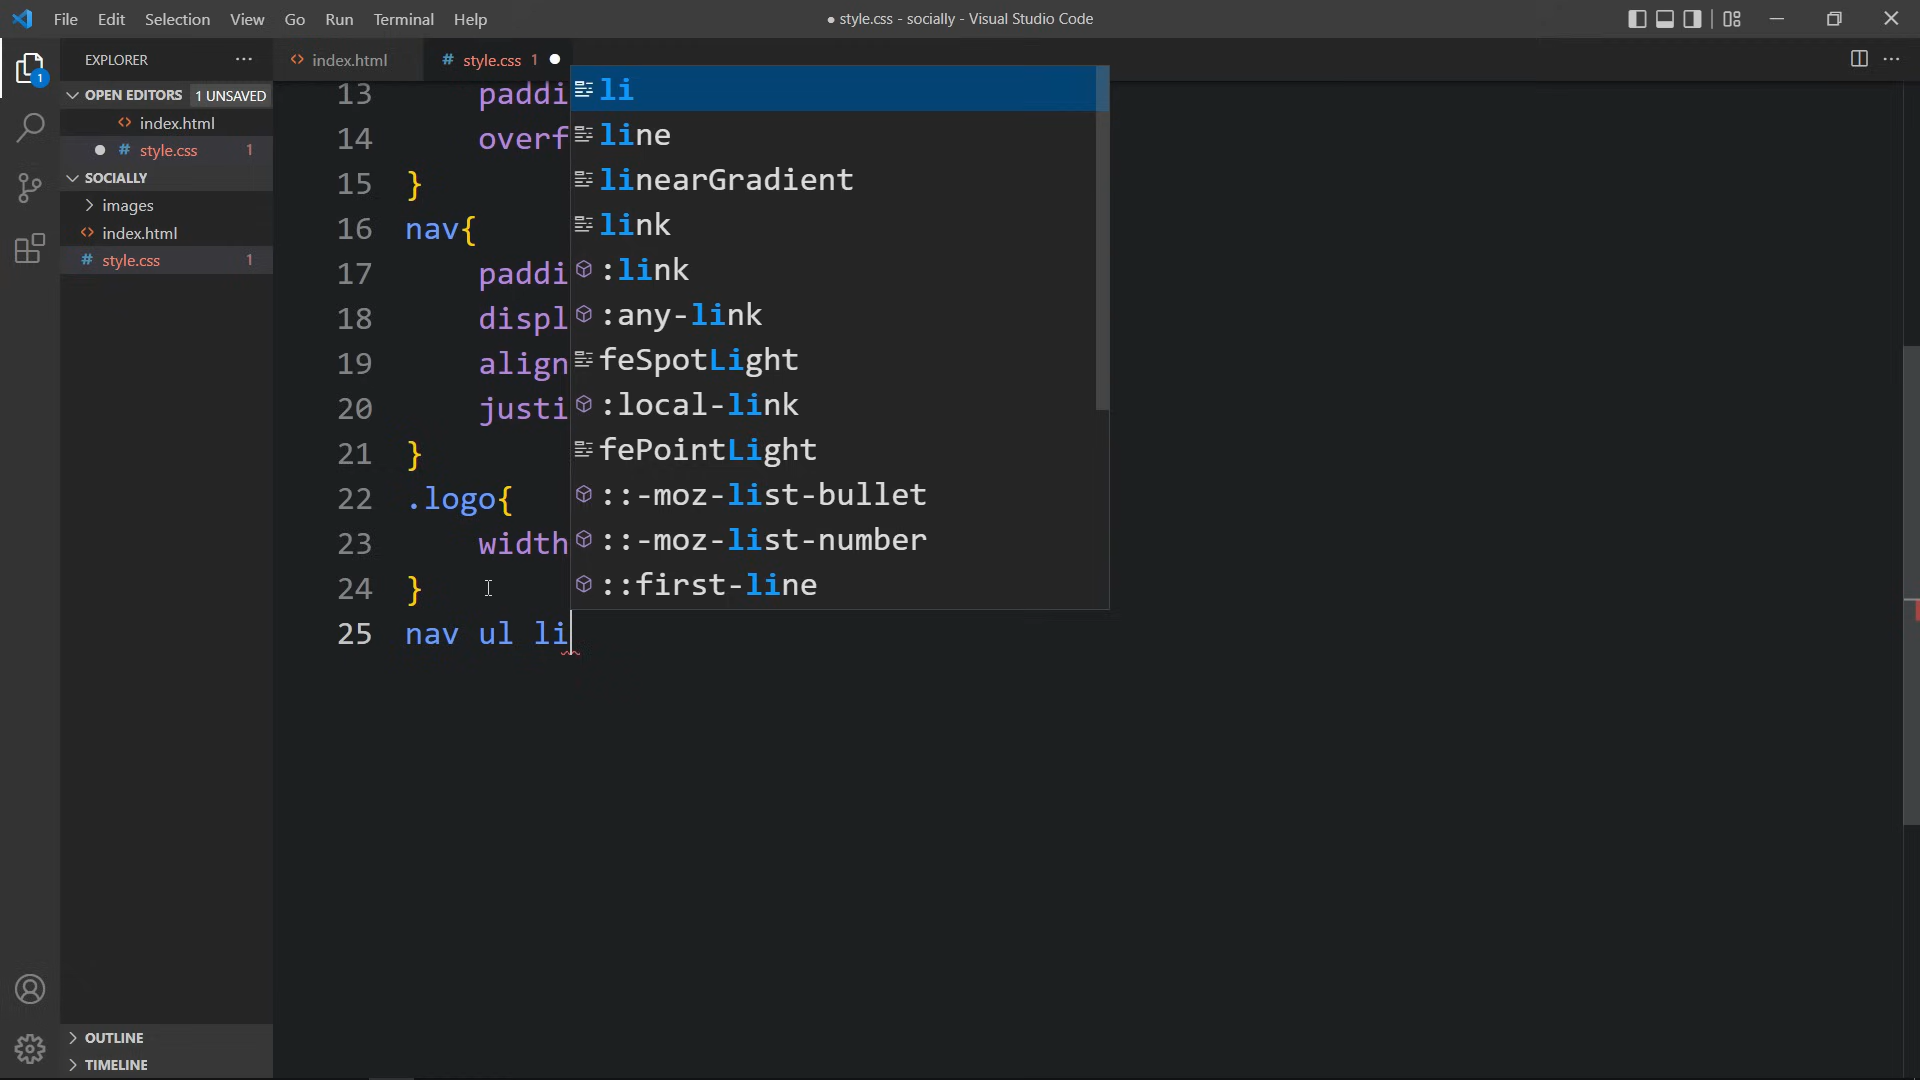 File Edit Selection View Go Run Terminal Help
● style.css - socially - Visual Studio Code
EXPLORER ···
index.html
# style.css 1 ●
OPEN EDITORS 1 UNSAVED
index.html
● # style.css 1
SOCIALLY
images
index.html
# style.css 1
OUTLINE
TIMELINE
1
13 paddi
14 overf
15 }
16 nav{
17 paddi
18 displ
19 align
20 justi
21 }
22 .logo{
23 width
24 }
25 nav ul li
li
line
linearGradient
link
:link
:any-link
feSpotLight
:local-link
fePointLight
::-moz-list-bullet
::-moz-list-number
::first-line